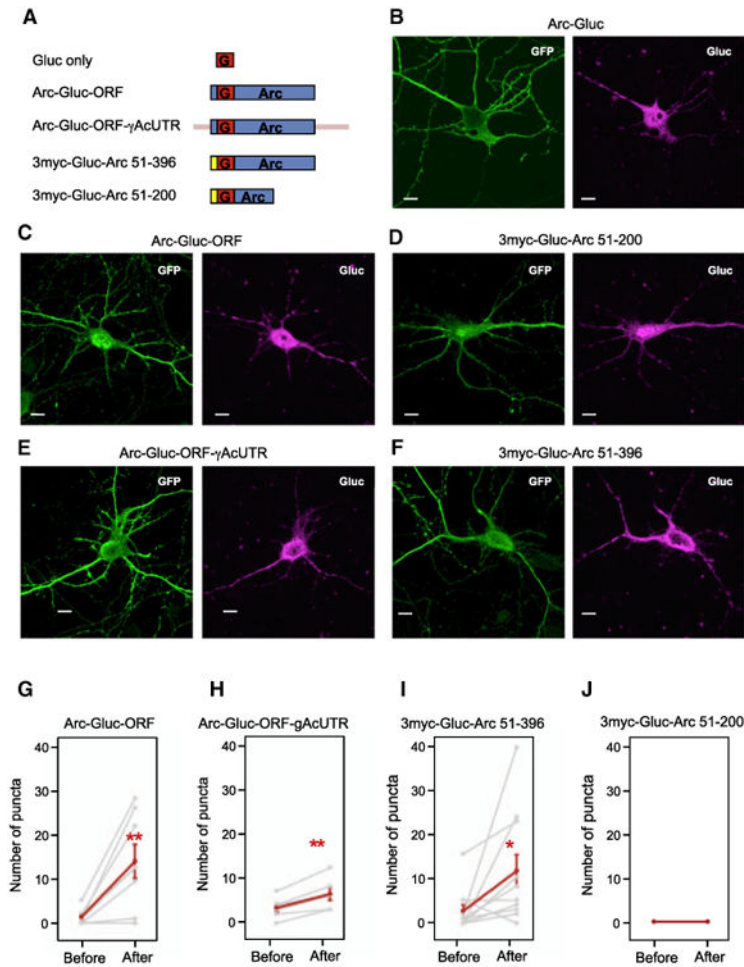 A
Gluc only
G
Arc-Gluc-ORF
G Arc
Arc-Gluc-ORF-γAcUTR
G Arc
3myc-Gluc-Arc 51-396
G Arc
3myc-Gluc-Arc 51-200
G Arc
B
Arc-Gluc
GFP
Gluc
C
Arc-Gluc-ORF
GFP
Gluc
D
3myc-Gluc-Arc 51-200
GFP
Gluc
E
Arc-Gluc-ORF-γAcUTR
GFP
Gluc
F
3myc-Gluc-Arc 51-396
GFP
Gluc
G
Arc-Gluc-ORF
Number of puncta
40
30
20
10
0
**
Before After
H
Arc-Gluc-ORF-gAcUTR
Number of puncta
40
30
20
10
0
**
Before After
I
3myc-Gluc-Arc 51-396
Number of puncta
40
30
20
10
0
*
Before After
J
3myc-Gluc-Arc 51-200
Number of puncta
40
30
20
10
0
Before After